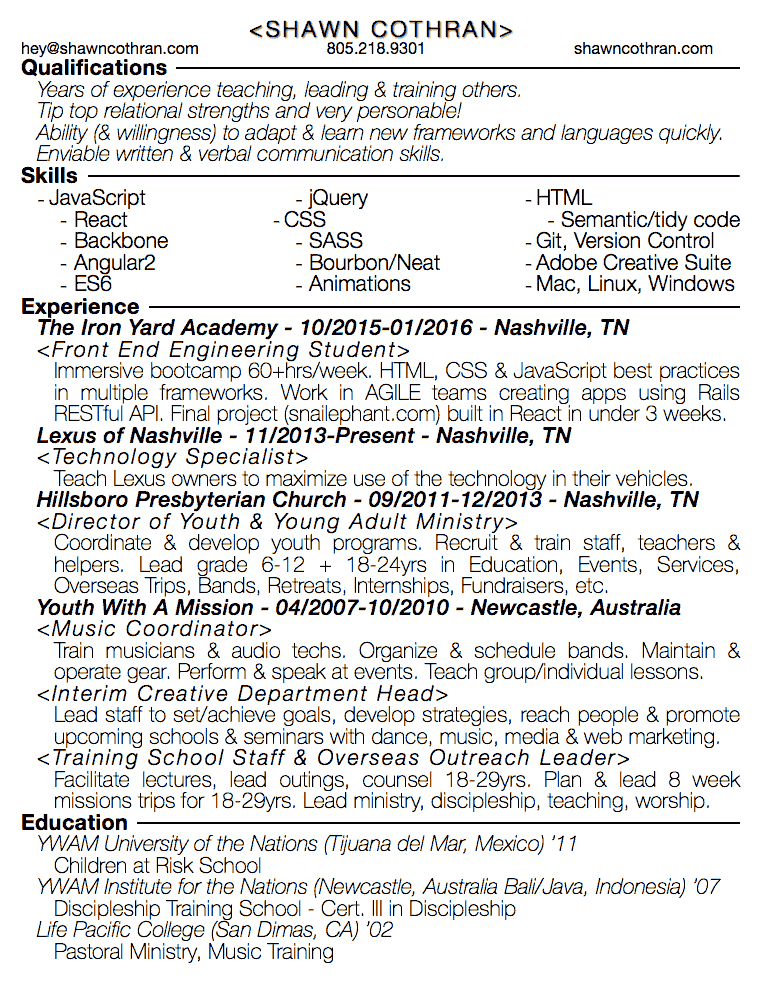 <SHAWN COTHRAN>
hey@shawncothran.com 805.218.9301 shawncothran.com
Qualifications
Years of experience teaching, leading & training others.
Tip top relational strengths and very personable!
Ability (& willingness) to adapt & learn new frameworks and languages quickly.
Enviable written & verbal communication skills.
Skills
- JavaScript - jQuery - HTML
- React - CSS - Semantic/tidy code
- Backbone - SASS - Git, Version Control
- Angular2 - Bourbon/Neat - Adobe Creative Suite
- ES6 - Animations - Mac, Linux, Windows
Experience
The Iron Yard Academy - 10/2015-01/2016 - Nashville, TN
<Front End Engineering Student>
Immersive bootcamp 60+hrs/week. HTML, CSS & JavaScript best practices
in multiple frameworks. Work in AGILE teams creating apps using Rails
RESTful API. Final project (snailephant.com) built in React in under 3 weeks.
Lexus of Nashville - 11/2013-Present - Nashville, TN
<Technology Specialist>
Teach Lexus owners to maximize use of the technology in their vehicles.
Hillsboro Presbyterian Church - 09/2011-12/2013 - Nashville, TN
<Director of Youth & Young Adult Ministry>
Coordinate & develop youth programs. Recruit & train staff, teachers &
helpers. Lead grade 6-12 + 18-24yrs in Education, Events, Services,
Overseas Trips, Bands, Retreats, Internships, Fundraisers, etc.
Youth With A Mission - 04/2007-10/2010 - Newcastle, Australia
<Music Coordinator>
Train musicians & audio techs. Organize & schedule bands. Maintain &
operate gear. Perform & speak at events. Teach group/individual lessons.
<Interim Creative Department Head>
Lead staff to set/achieve goals, develop strategies, reach people & promote
upcoming schools & seminars with dance, music, media & web marketing.
<Training School Staff & Overseas Outreach Leader>
Facilitate lectures, lead outings, counsel 18-29yrs. Plan & lead 8 week
missions trips for 18-29yrs. Lead ministry, discipleship, teaching, worship.
Education
YWAM University of the Nations (Tijuana del Mar, Mexico) '11
Children at Risk School
YWAM Institute for the Nations (Newcastle, Australia Bali/Java, Indonesia) '07
Discipleship Training School - Cert. III in Discipleship
Life Pacific College (San Dimas, CA) '02
Pastoral Ministry, Music Training